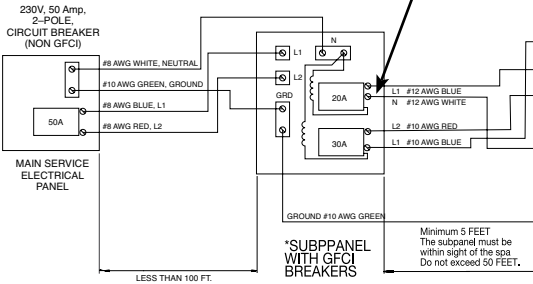 230V, 50 Amp,
2–POLE,
CIRCUIT BREAKER
(NON GFCI)
#8 AWG WHITE, NEUTRAL
#10 AWG GREEN, GROUND
#8 AWG BLUE, L1
50A
#8 AWG RED, L2
MAIN SERVICE
ELECTRICAL
PANEL
LESS THAN 100 FT.
N
L1
L2
GRD
20A
30A
L1 #12 AWG BLUE
N #12 AWG WHITE
L2 #10 AWG RED
L1 #10 AWG BLUE
GROUND #10 AWG GREEN
*SUBPPANEL
WITH GFCI
BREAKERS
Minimum 5 FEET
The subpanel must be
within sight of the spa
Do not exceed 50 FEET.